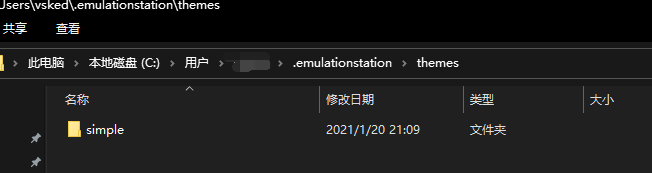 Users\vsked\.emulationstation\themes
共享 查看
此电脑 › 本地磁盘 (C:) › 用户 › › .emulationstation › themes
名称 修改日期 类型 大小
simple 2021/1/20 21:09 文件夹